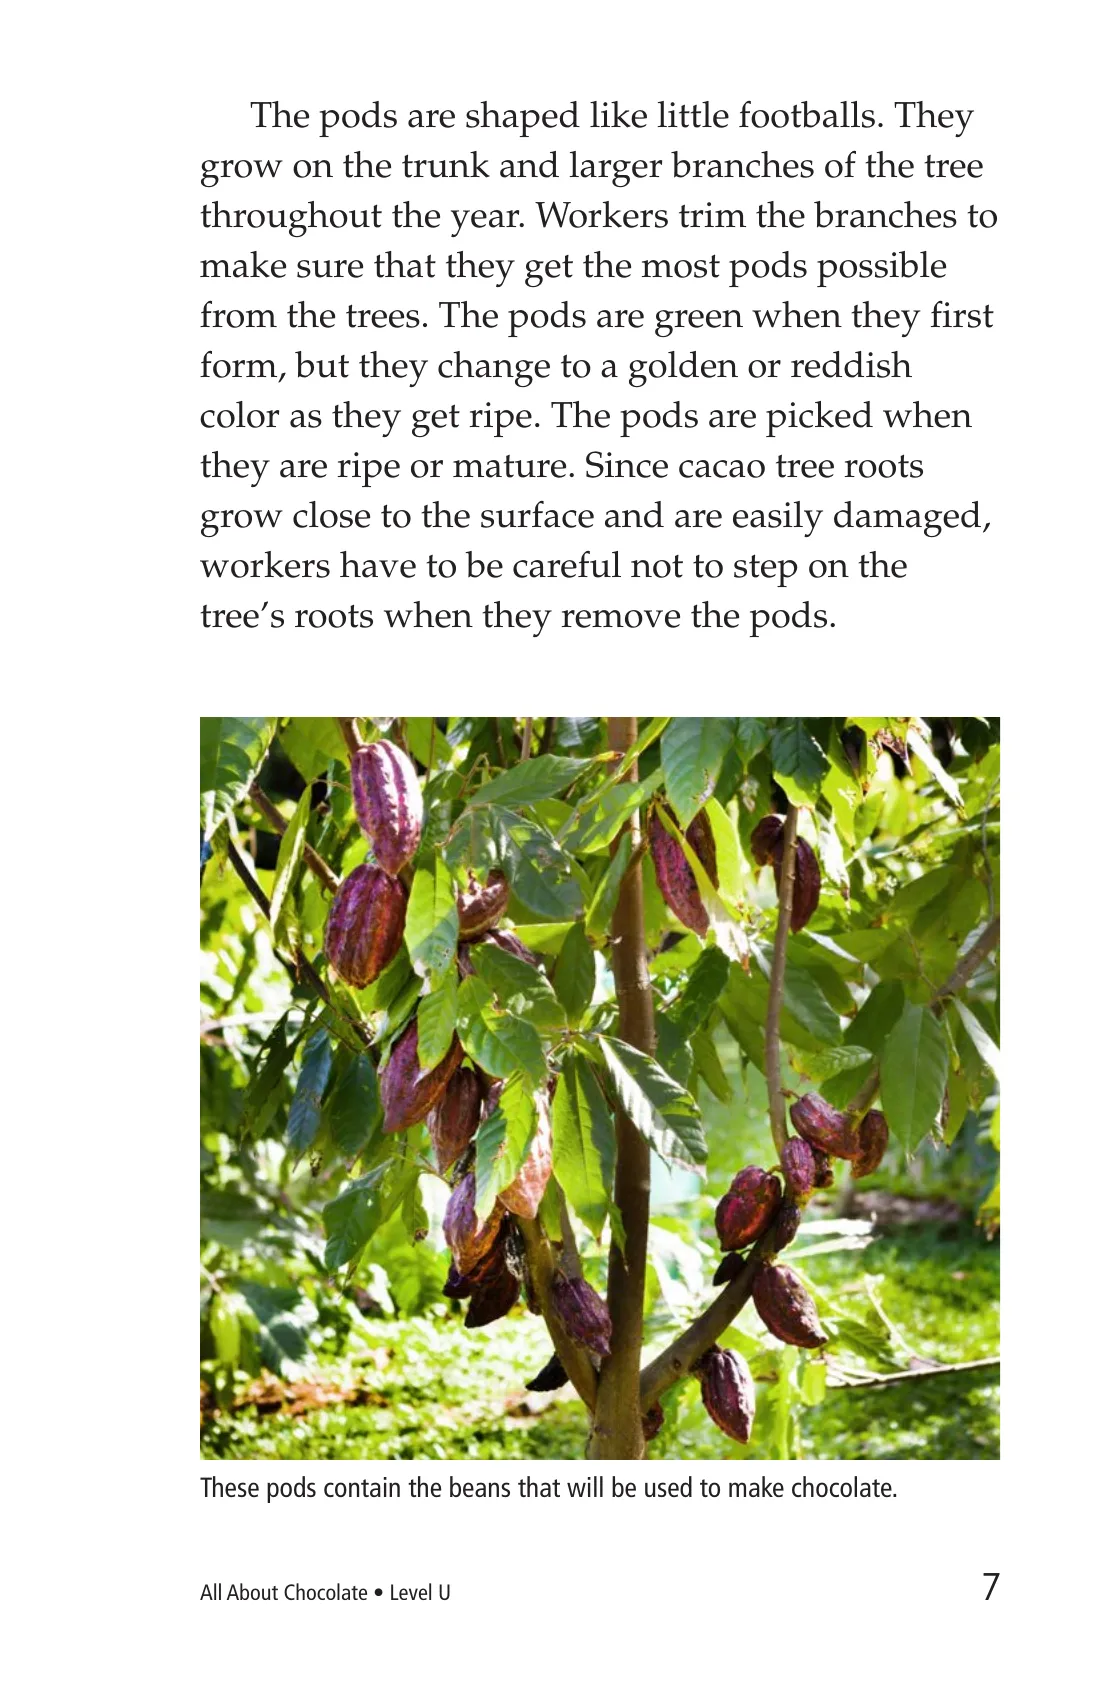 The pods are shaped like little footballs. They
grow on the trunk and larger branches of the tree
throughout the year. Workers trim the branches to
make sure that they get the most pods possible
from the trees. The pods are green when they first
form, but they change to a golden or reddish
color as they get ripe. The pods are picked when
they are ripe or mature. Since cacao tree roots
grow close to the surface and are easily damaged,
workers have to be careful not to step on the
tree’s roots when they remove the pods.
These pods contain the beans that will be used to make chocolate.
All About Chocolate • Level U
7